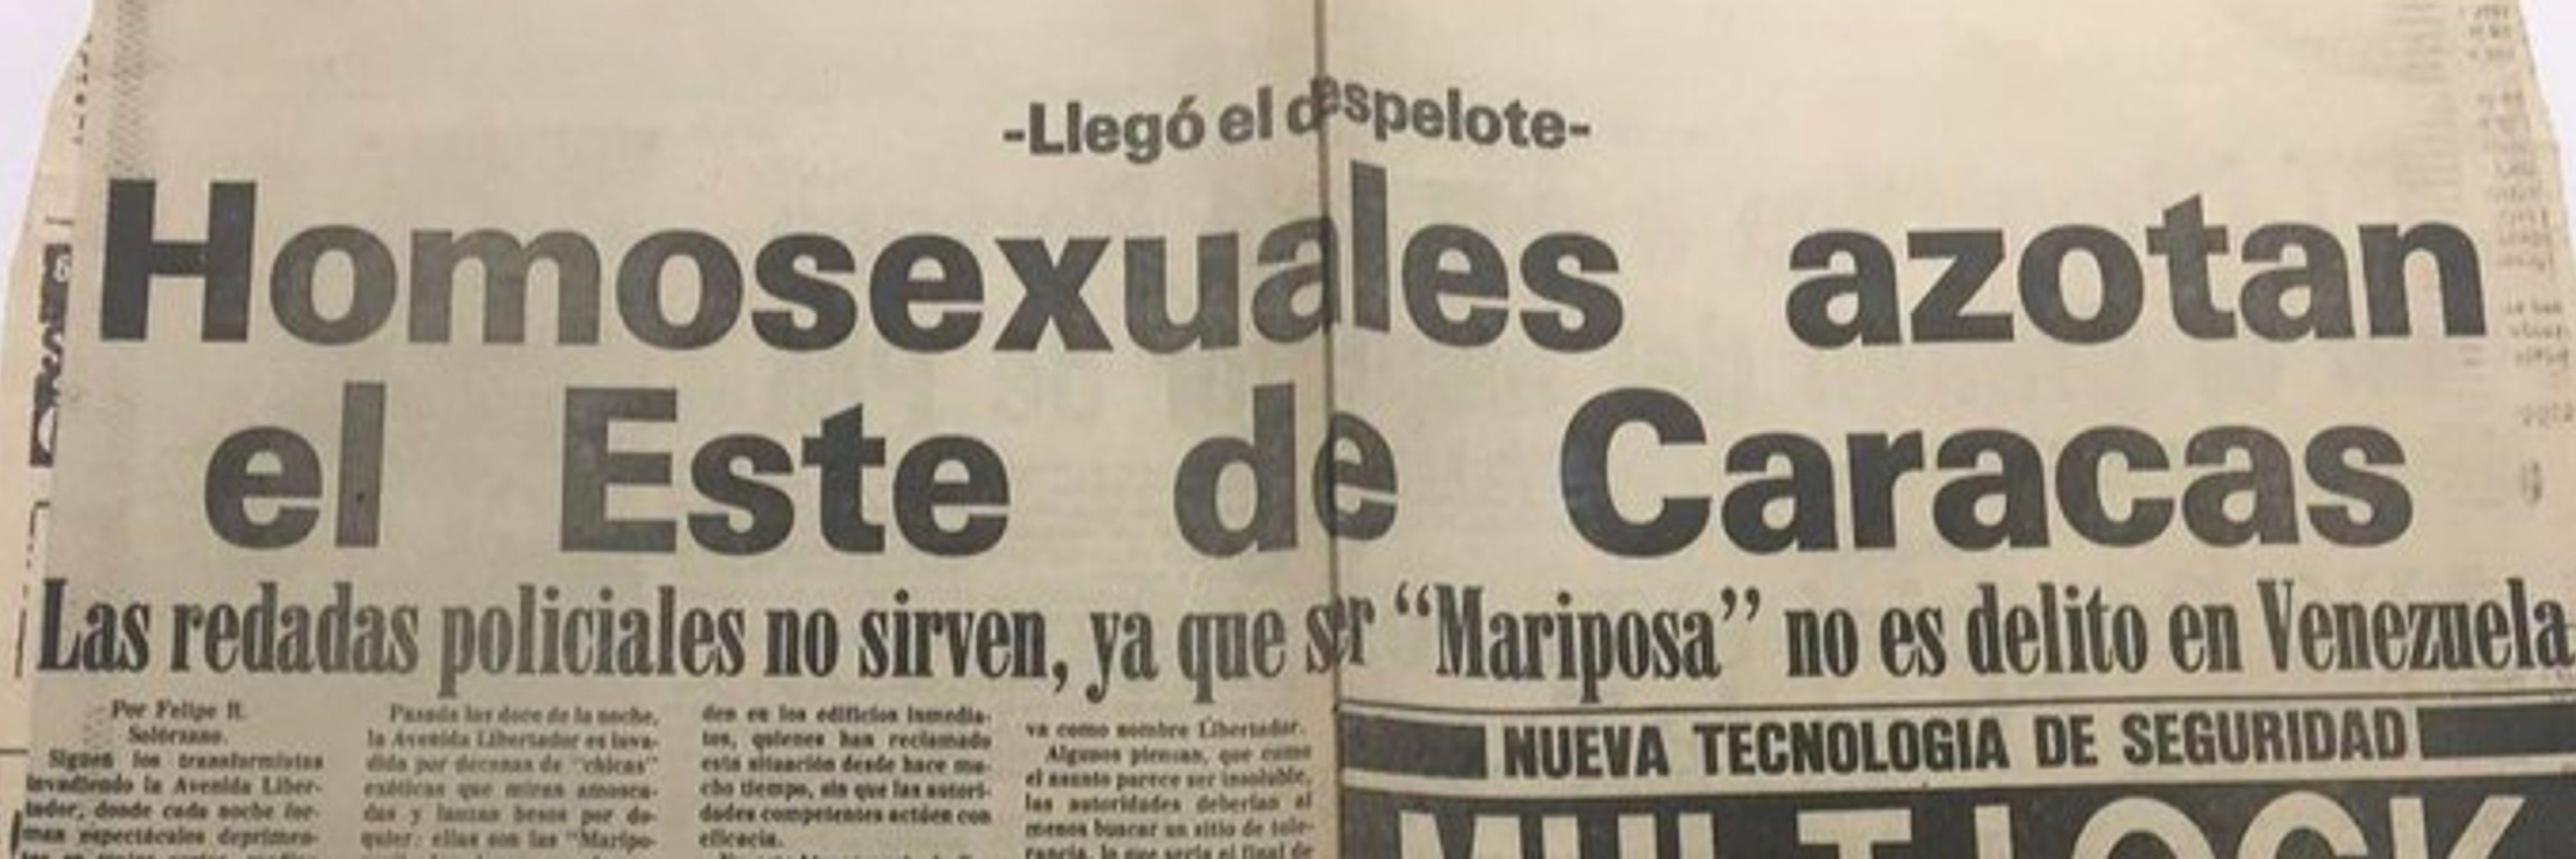 -Llegó el despelote-
Homosexuales azotan
el Este de Caracas
Las redadas policiales no sirven, ya que ser “Mariposa” no es delito en Venezuela
Por Felipe R.
Solórzano.
Siguen los transformistas
invadiendo la Avenida Liber-
tador, donde cada noche for-
man espectáculos deprimen-
Pasada las doce de la noche,
la Avenida Libertador es inva-
dida por decenas de "chicas"
exóticas que miran amosca-
das y lanzan besos por do-
quier: ellas son las "Maripo-
den en los edificios inmedia-
tos, quienes han reclamado
esta situación desde hace mu-
cho tiempo, sin que las autori-
dades competentes actúen con
eficacia.
va como nombre Libertador.
Algunos piensan, que como
el asunto parece ser insoluble,
las autoridades deberían al
menos buscar un sitio de tole-
rancia, lo que sería el final de
NUEVA TECNOLOGIA DE SEGURIDAD
MUL-T-LOCK